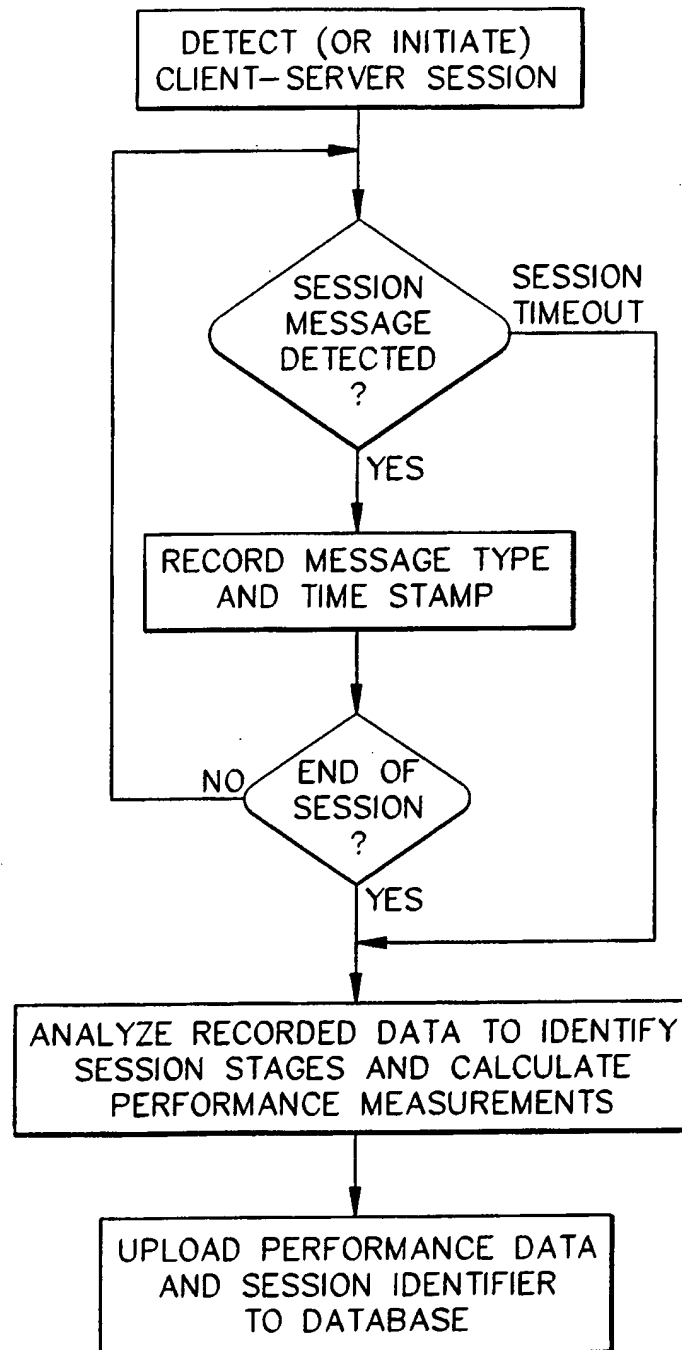 DETECT (OR INITIATE)
CLIENT-SERVER SESSION
SESSION
MESSAGE
DETECTED
?
SESSION
TIMEOUT
YES
RECORD MESSAGE TYPE
AND TIME STAMP
NO
END OF
SESSION
?
YES
ANALYZE RECORDED DATA TO IDENTIFY
SESSION STAGES AND CALCULATE
PERFORMANCE MEASUREMENTS
UPLOAD PERFORMANCE DATA
AND SESSION IDENTIFIER
TO DATABASE